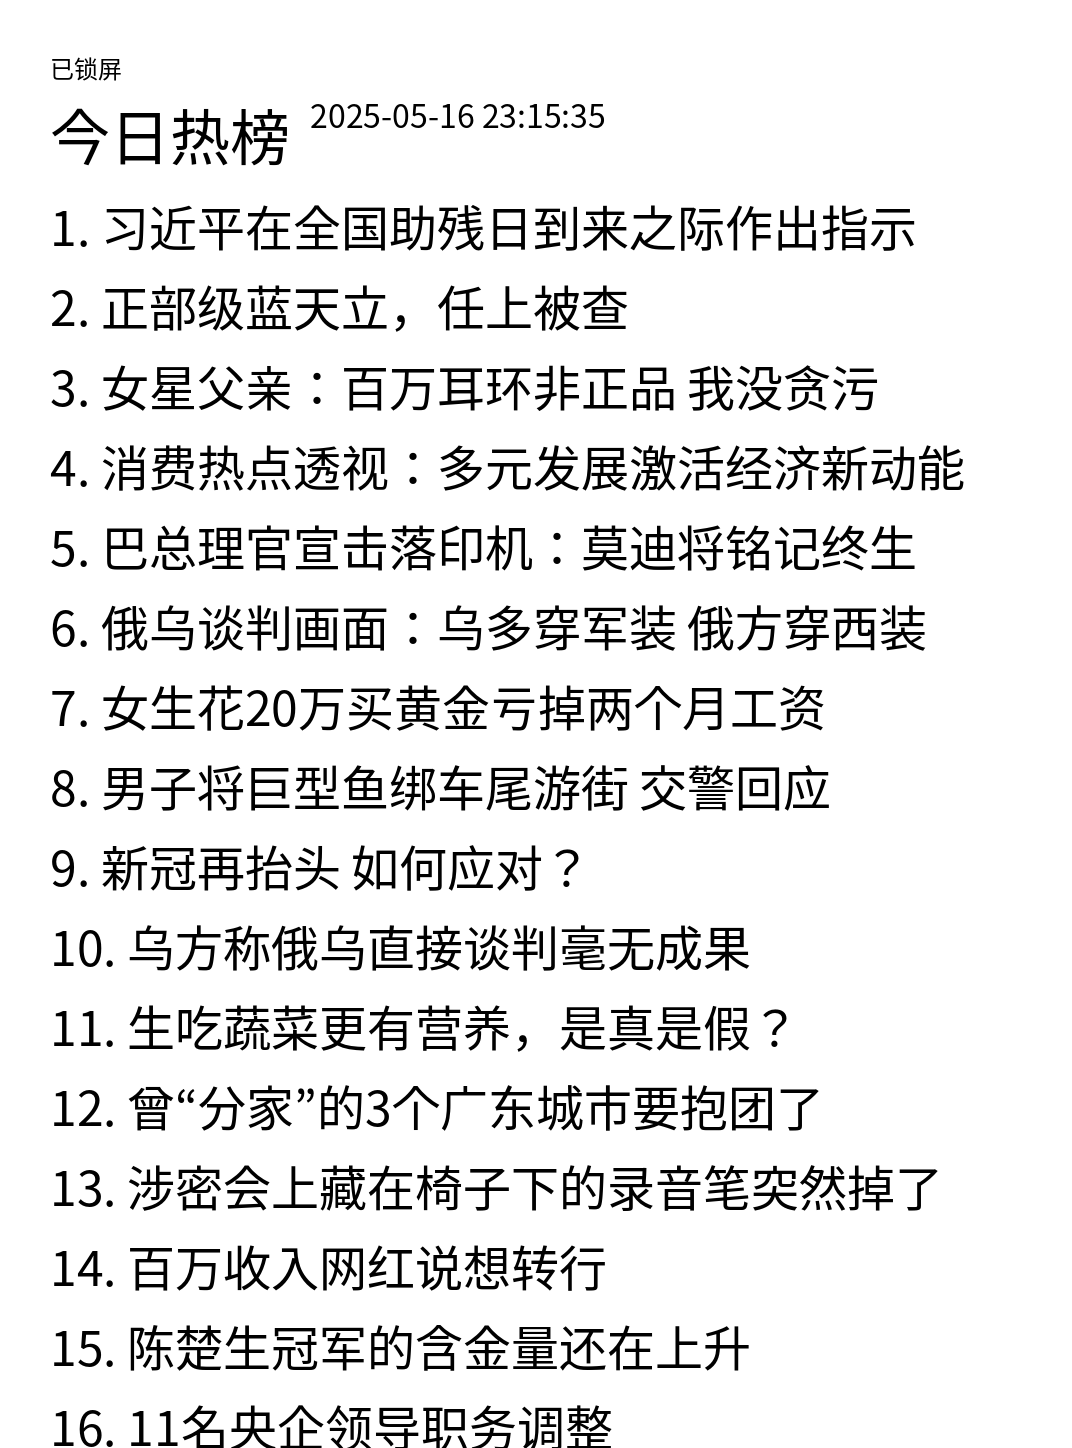 已锁屏
今日热榜 2025-05-16 23:15:35
1. 习近平在全国助残日到来之际作出指示
2. 正部级蓝天立，任上被查
3. 女星父亲：百万耳环非正品 我没贪污
4. 消费热点透视：多元发展激活经济新动能
5. 巴总理官宣击落印机：莫迪将铭记终生
6. 俄乌谈判画面：乌多穿军装 俄方穿西装
7. 女生花20万买黄金亏掉两个月工资
8. 男子将巨型鱼绑车尾游街 交警回应
9. 新冠再抬头 如何应对？
10. 乌方称俄乌直接谈判毫无成果
11. 生吃蔬菜更有营养，是真是假？
12. 曾“分家”的3个广东城市要抱团了
13. 涉密会上藏在椅子下的录音笔突然掉了
14. 百万收入网红说想转行
15. 陈楚生冠军的含金量还在上升
16. 11名央企领导职务调整